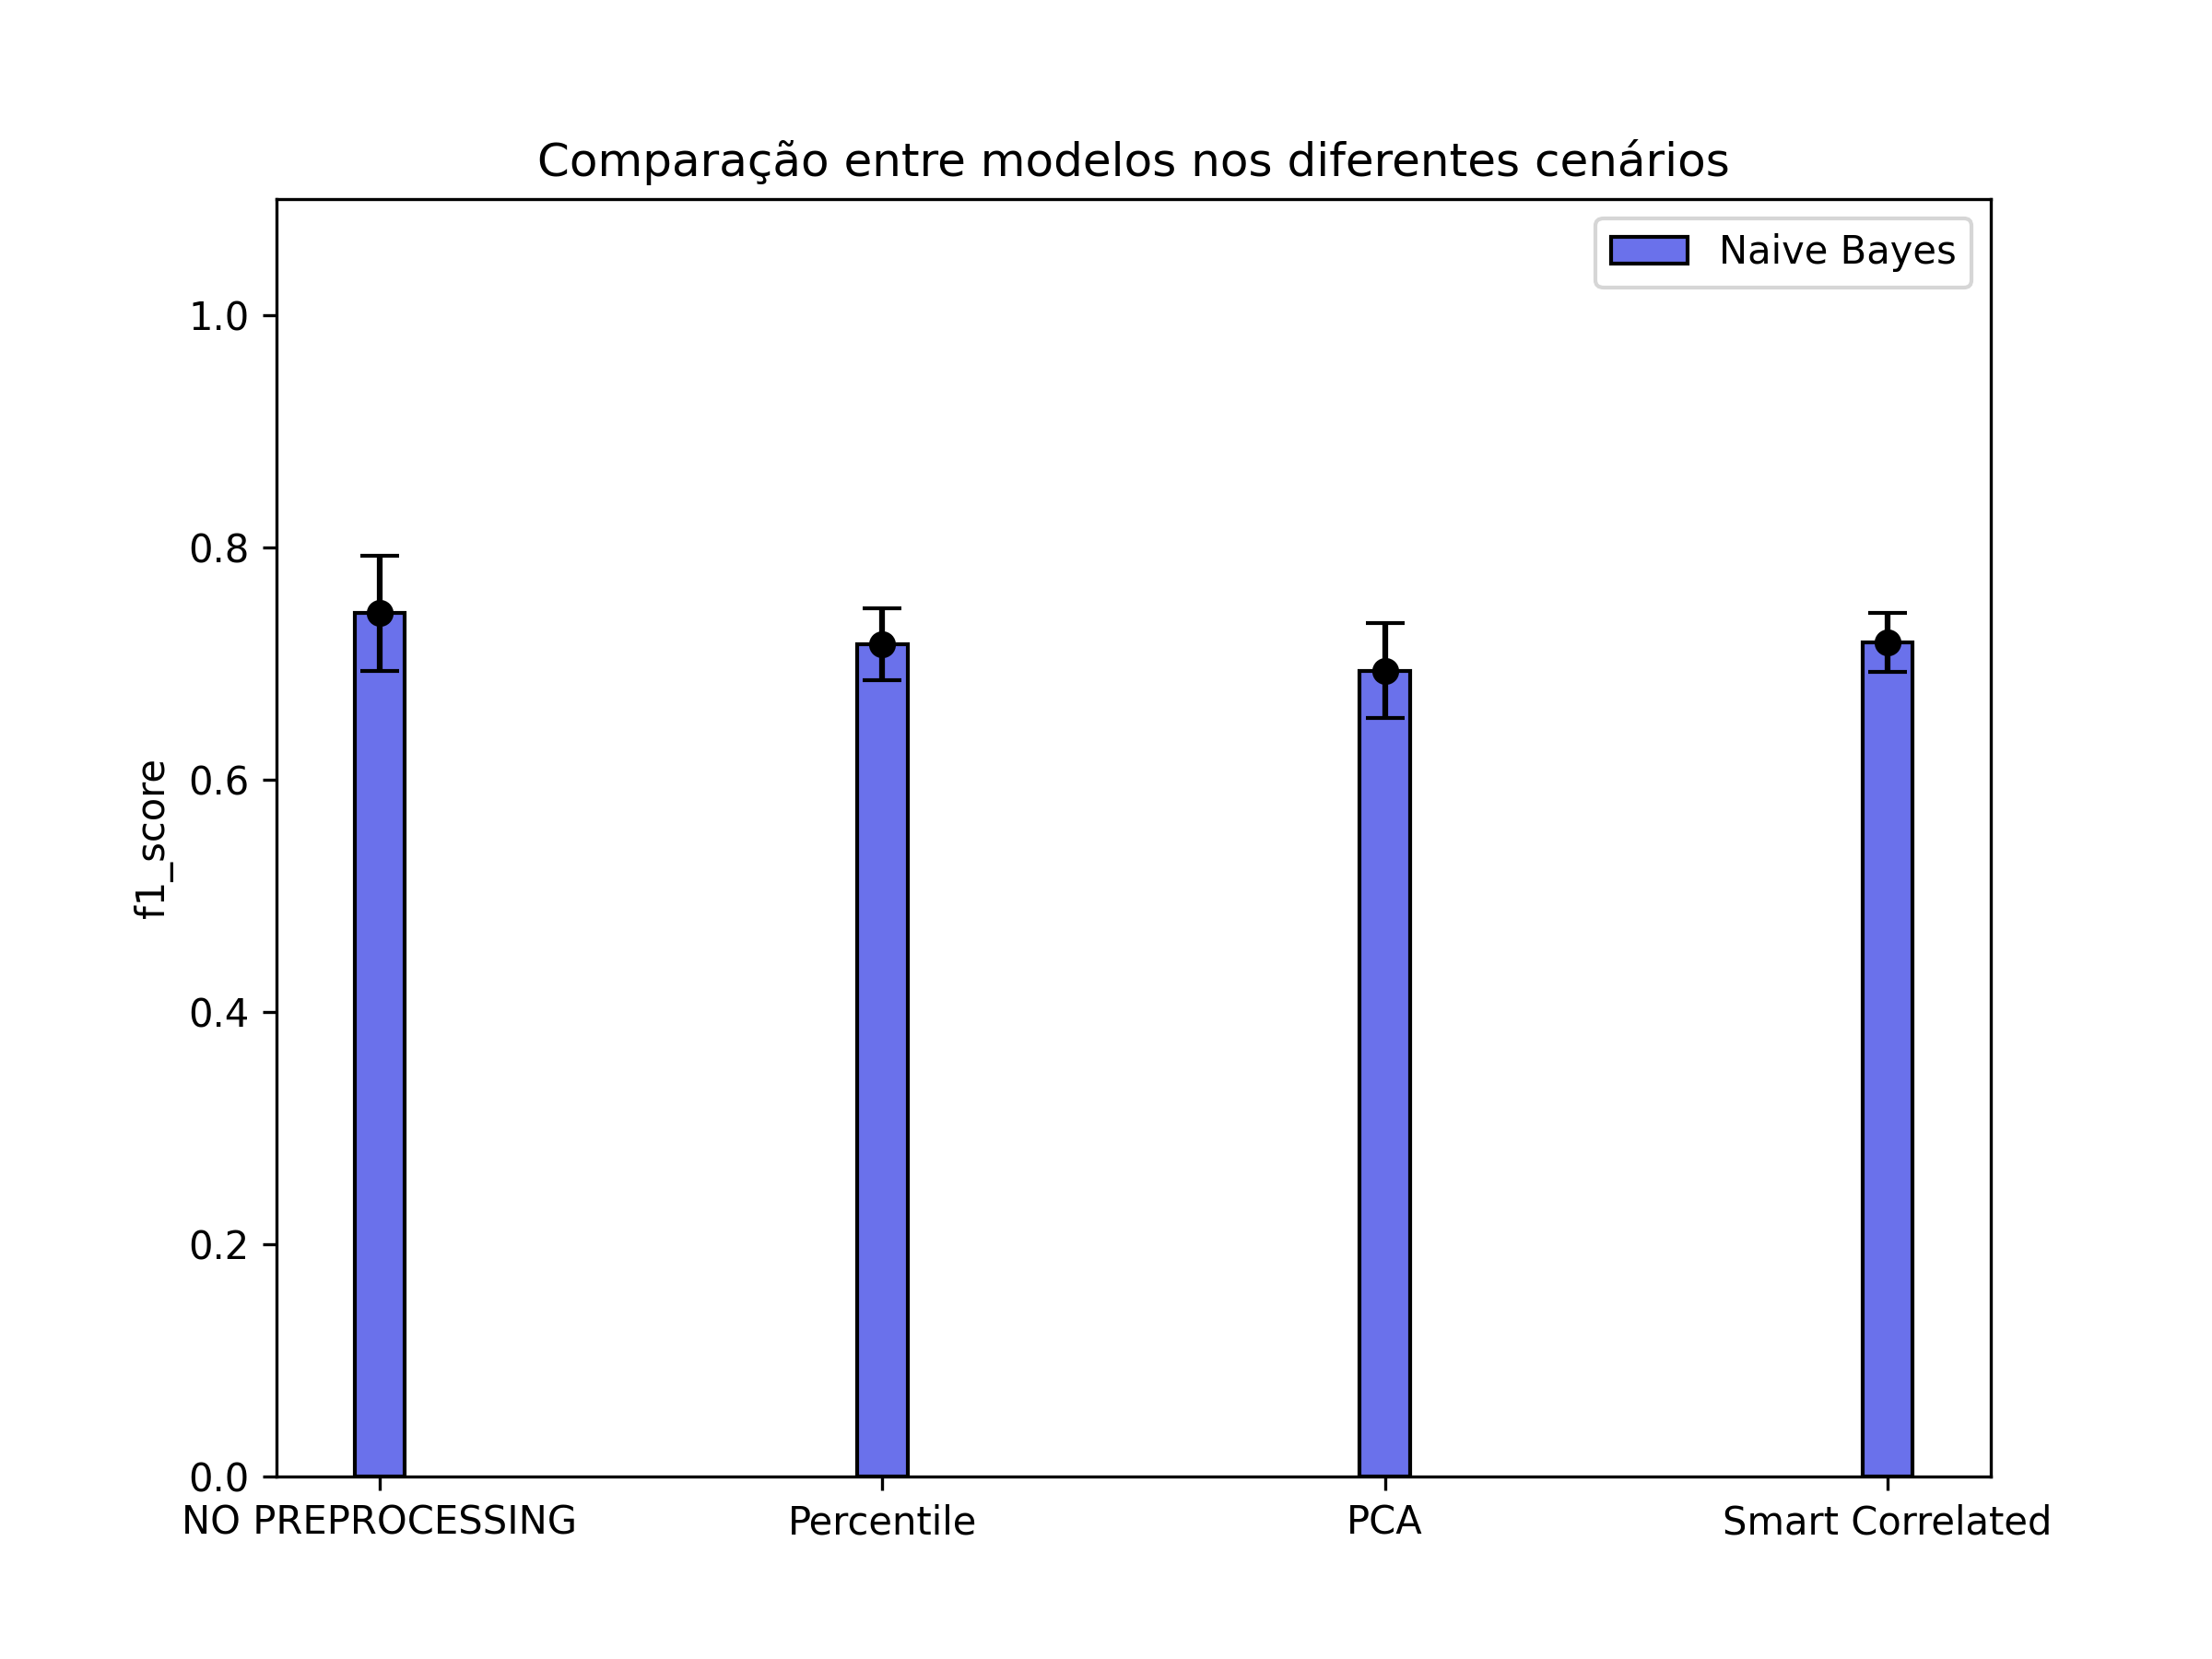 Comparação entre modelos nos diferentes cenários
Naive Bayes
f1_score
1.0
0.8
0.6
0.4
0.2
0.0
NO PREPROCESSING
Percentile
PCA
Smart Correlated